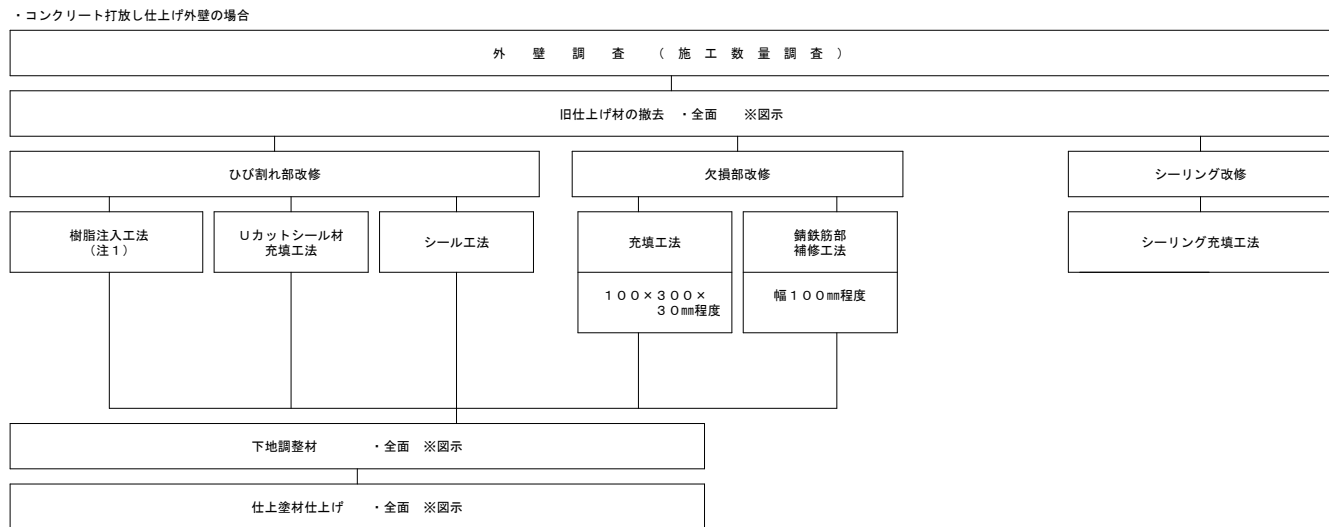 ・コンクリート打放し仕上げ外壁の場合
外　壁　調　査　（　施　工　数　量　調　査　）
旧仕上げ材の撤去　・全面　　※図示
ひび割れ部改修
欠損部改修
シーリング改修
樹脂注入工法
（注１）
Ｕカットシール材
充填工法
シール工法
充填工法
錆鉄筋部
補修工法
シーリング充填工法
１００×３００×
３０㎜程度
幅１００㎜程度
下地調整材　　　　・全面　※図示
仕上塗材仕上げ　　・全面　※図示